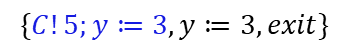 {C! 5; y ≔ 3, y ≔ 3, exit}